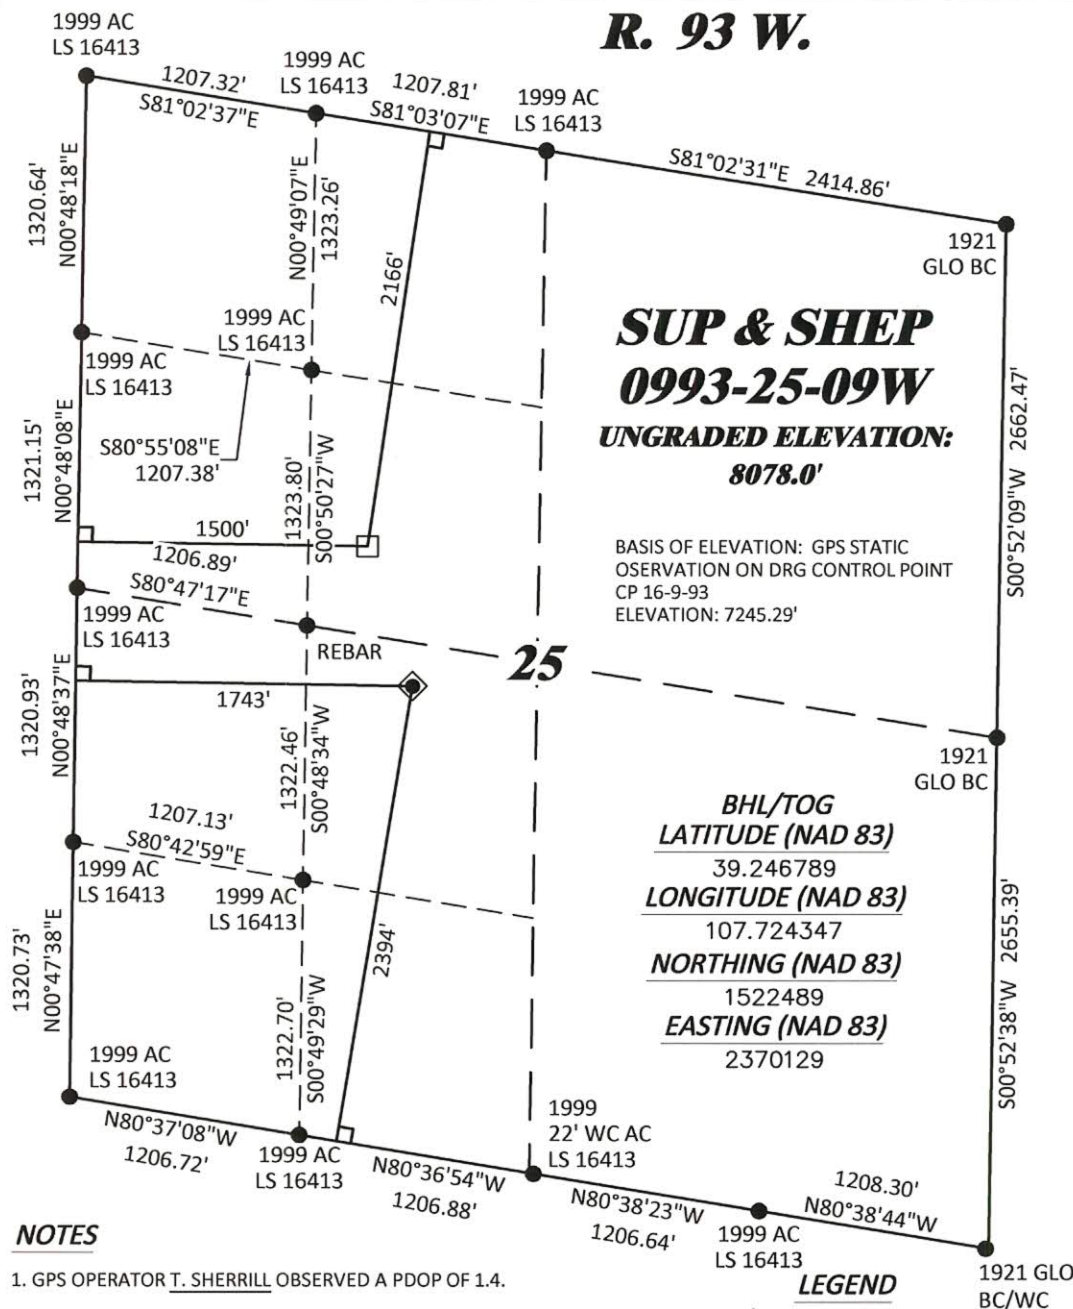 R. 93 W.
1999 AC
LS 16413
1207.32'
S81°02'37"E
1999 AC
LS 16413
1207.81'
S81°03'07"E
1999 AC
LS 16413
S81°02'31"E 2414.86'
1921
GLO BC
1320.64'
N00°48'18"E
N00°49'07"E
1323.26'
2166'
1999 AC
LS 16413
1999 AC
LS 16413
S80°55'08"E
1207.38'
SUP & SHEP
0993-25-09W
UNGRADED ELEVATION:
8078.0'
BASIS OF ELEVATION: GPS STATIC
OSERVATION ON DRG CONTROL POINT
CP 16-9-93
ELEVATION: 7245.29'
S00°52'09"W 2662.47'
1321.15'
N00°48'08"E
1323.80'
S00°50'27"W
1500'
1206.89'
S80°47'17"E
1999 AC
LS 16413
REBAR
25
1743'
1320.93'
N00°48'37"E
1322.46'
S00°48'34"W
1921
GLO BC
1207.13'
S80°42'59"E
1999 AC
LS 16413
1999 AC
LS 16413
2394'
BHL/TOG
LATITUDE (NAD 83)
39.246789
LONGITUDE (NAD 83)
107.724347
NORTHING (NAD 83)
1522489
EASTING (NAD 83)
2370129
S00°52'38"W 2655.39'
1320.73'
N00°47'38"E
1322.70'
S00°49'29"W
1999 AC
LS 16413
N80°37'08"W
1206.72'
1999 AC
LS 16413
N80°36'54"W
1206.88'
1999
22' WC AC
LS 16413
N80°38'23"W
1206.64'
1999 AC
LS 16413
1208.30'
N80°38'44"W
1921 GLO
BC/WC
NOTES
1. GPS OPERATOR T. SHERRILL OBSERVED A PDOP OF 1.4.
LEGEND